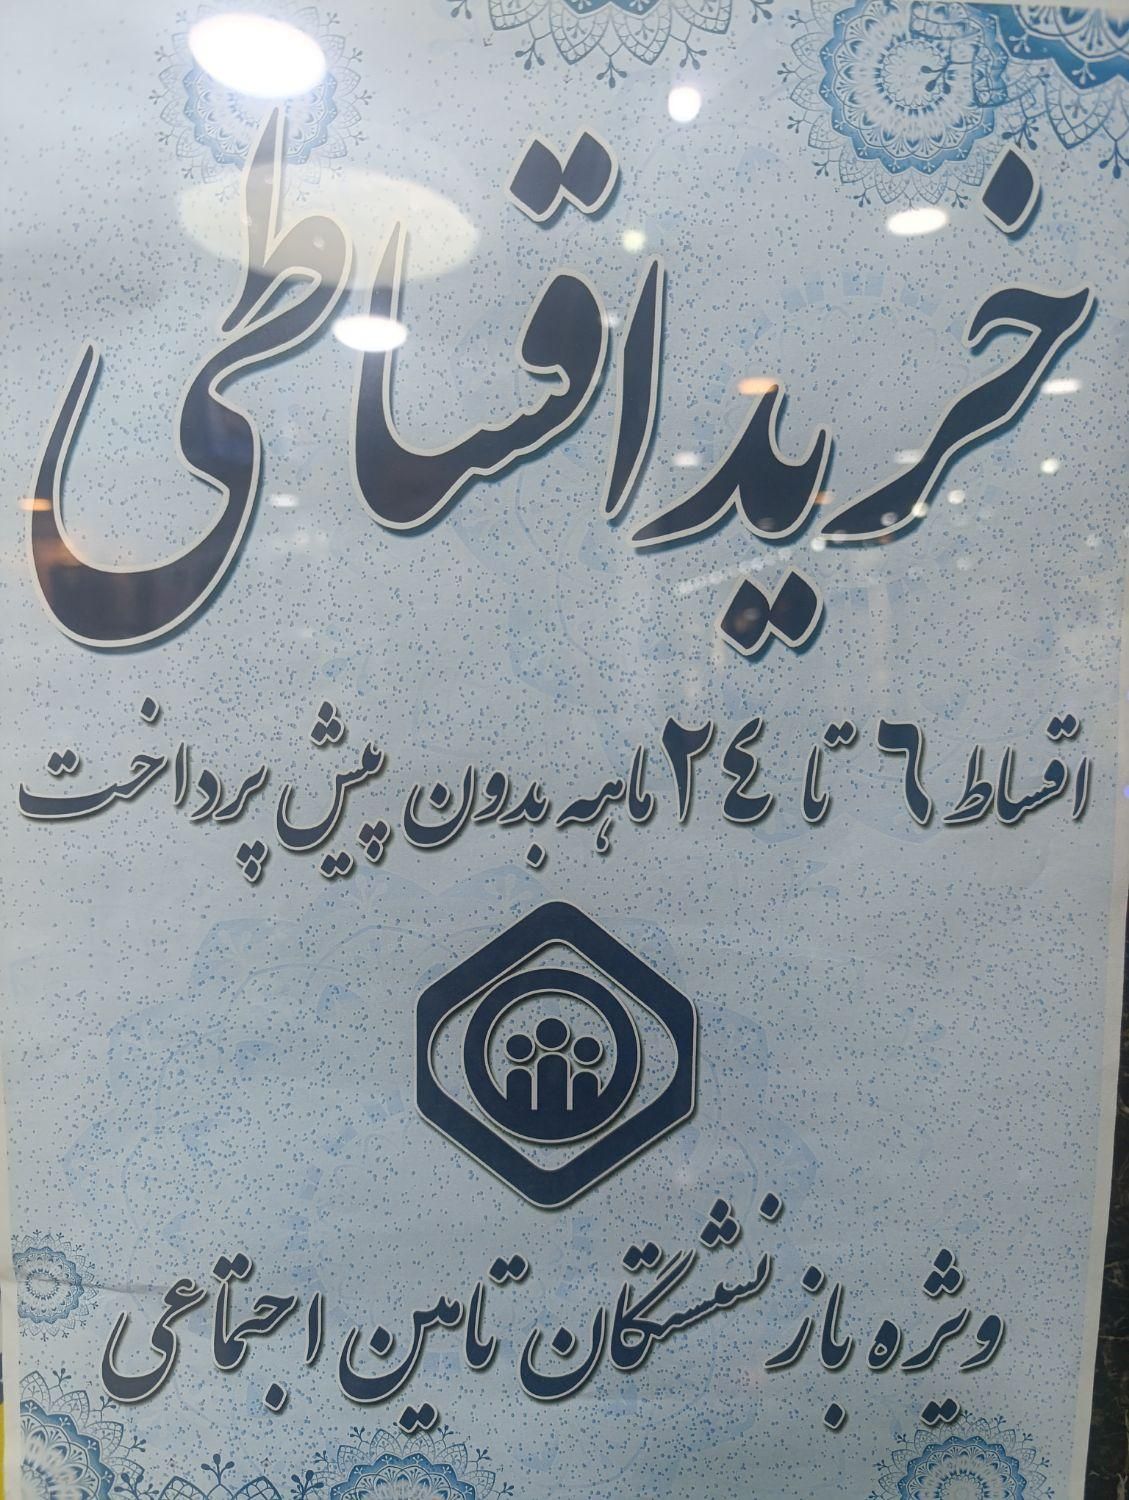 خرید اقساطی
اقساط ٦ تا ٢٤ ماهه بدون پیش پرداخت
ویژه بازنشستگان تامین اجتماعی